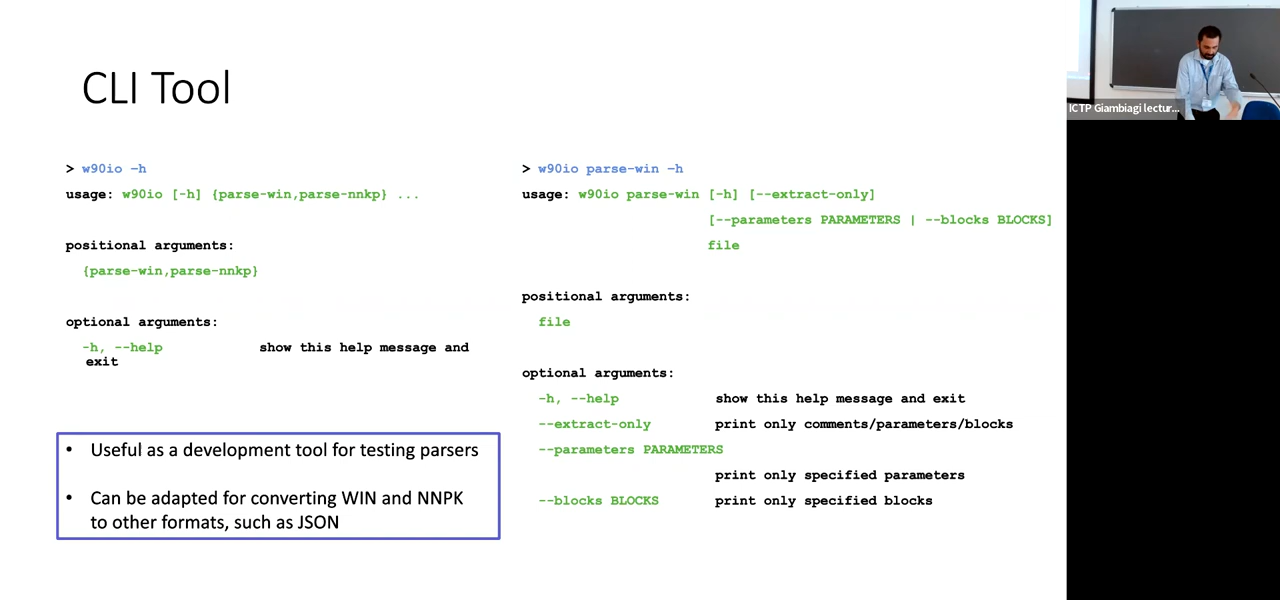 CLI Tool
> w90io –h
usage: w90io [-h] {parse-win,parse-nnkp} ...
positional arguments:
{parse-win,parse-nnkp}
optional arguments:
-h, --help show this help message and
exit
• Useful as a development tool for testing parsers
• Can be adapted for converting WIN and NNPK
to other formats, such as JSON
> w90io parse-win –h
usage: w90io parse-win [-h] [--extract-only]
[--parameters PARAMETERS | --blocks BLOCKS]
file
positional arguments:
file
optional arguments:
-h, --help show this help message and exit
--extract-only print only comments/parameters/blocks
--parameters PARAMETERS
print only specified parameters
--blocks BLOCKS print only specified blocks
ICTP Giambiagi lectur...